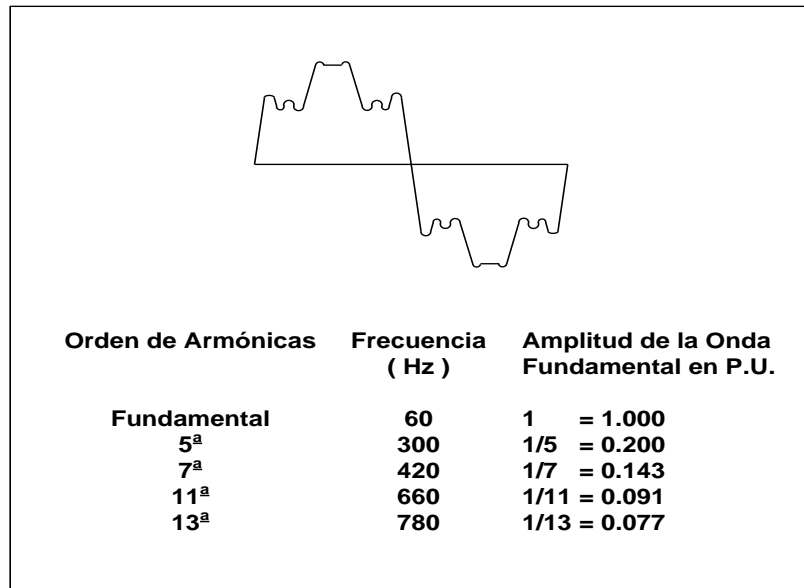 Orden de Armónicas Frecuencia Amplitud de la Onda
( Hz ) Fundamental en P.U.
Fundamental 60 1 = 1.000
5ª 300 1/5 = 0.200
7ª 420 1/7 = 0.143
11ª 660 1/11 = 0.091
13ª 780 1/13 = 0.077